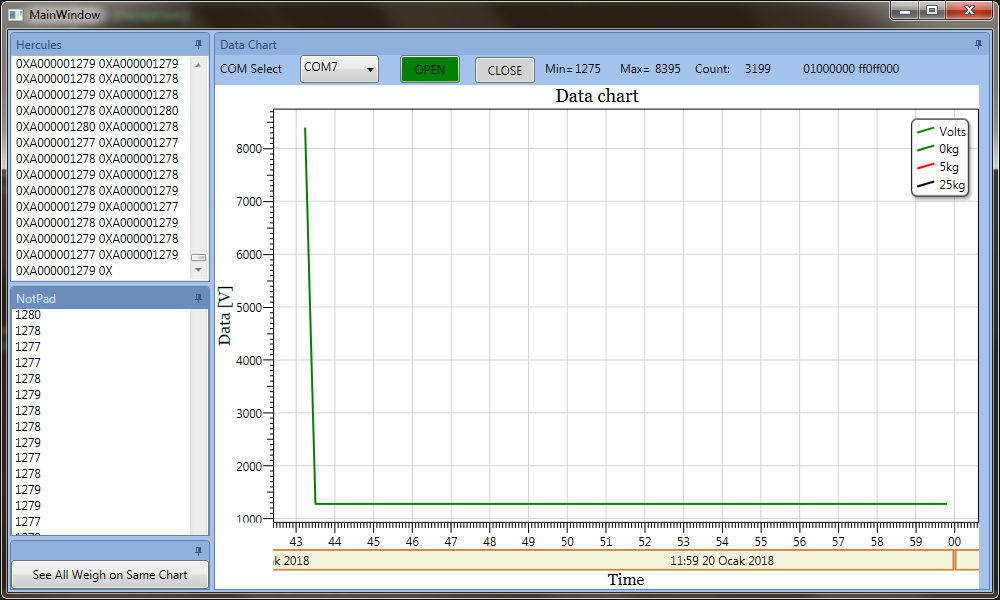 MainWindow
Hercules
0XA000001279 0XA000001279
0XA000001278 0XA000001278
0XA000001279 0XA000001278
0XA000001278 0XA000001280
0XA000001280 0XA000001278
0XA000001277 0XA000001277
0XA000001278 0XA000001278
0XA000001279 0XA000001278
0XA000001278 0XA000001279
0XA000001279 0XA000001277
0XA000001278 0XA000001279
0XA000001279 0XA000001278
0XA000001277 0XA000001279
0XA000001279 0X
NotPad
1280
1278
1277
1277
1278
1279
1278
1278
1279
1277
1278
1279
1279
1277
See All Weigh on Same Chart
Data Chart
COM Select COM7 OPEN CLOSE Min= 1275 Max= 8395 Count: 3199 01000000 ff0ff000
Data chart
Volts
0kg
5kg
25kg
Data [V]
8000
7000
6000
5000
4000
3000
2000
1000
43 44 45 46 47 48 49 50 51 52 53 54 55 56 57 58 59 00
k 2018 11:59 20 Ocak 2018
Time